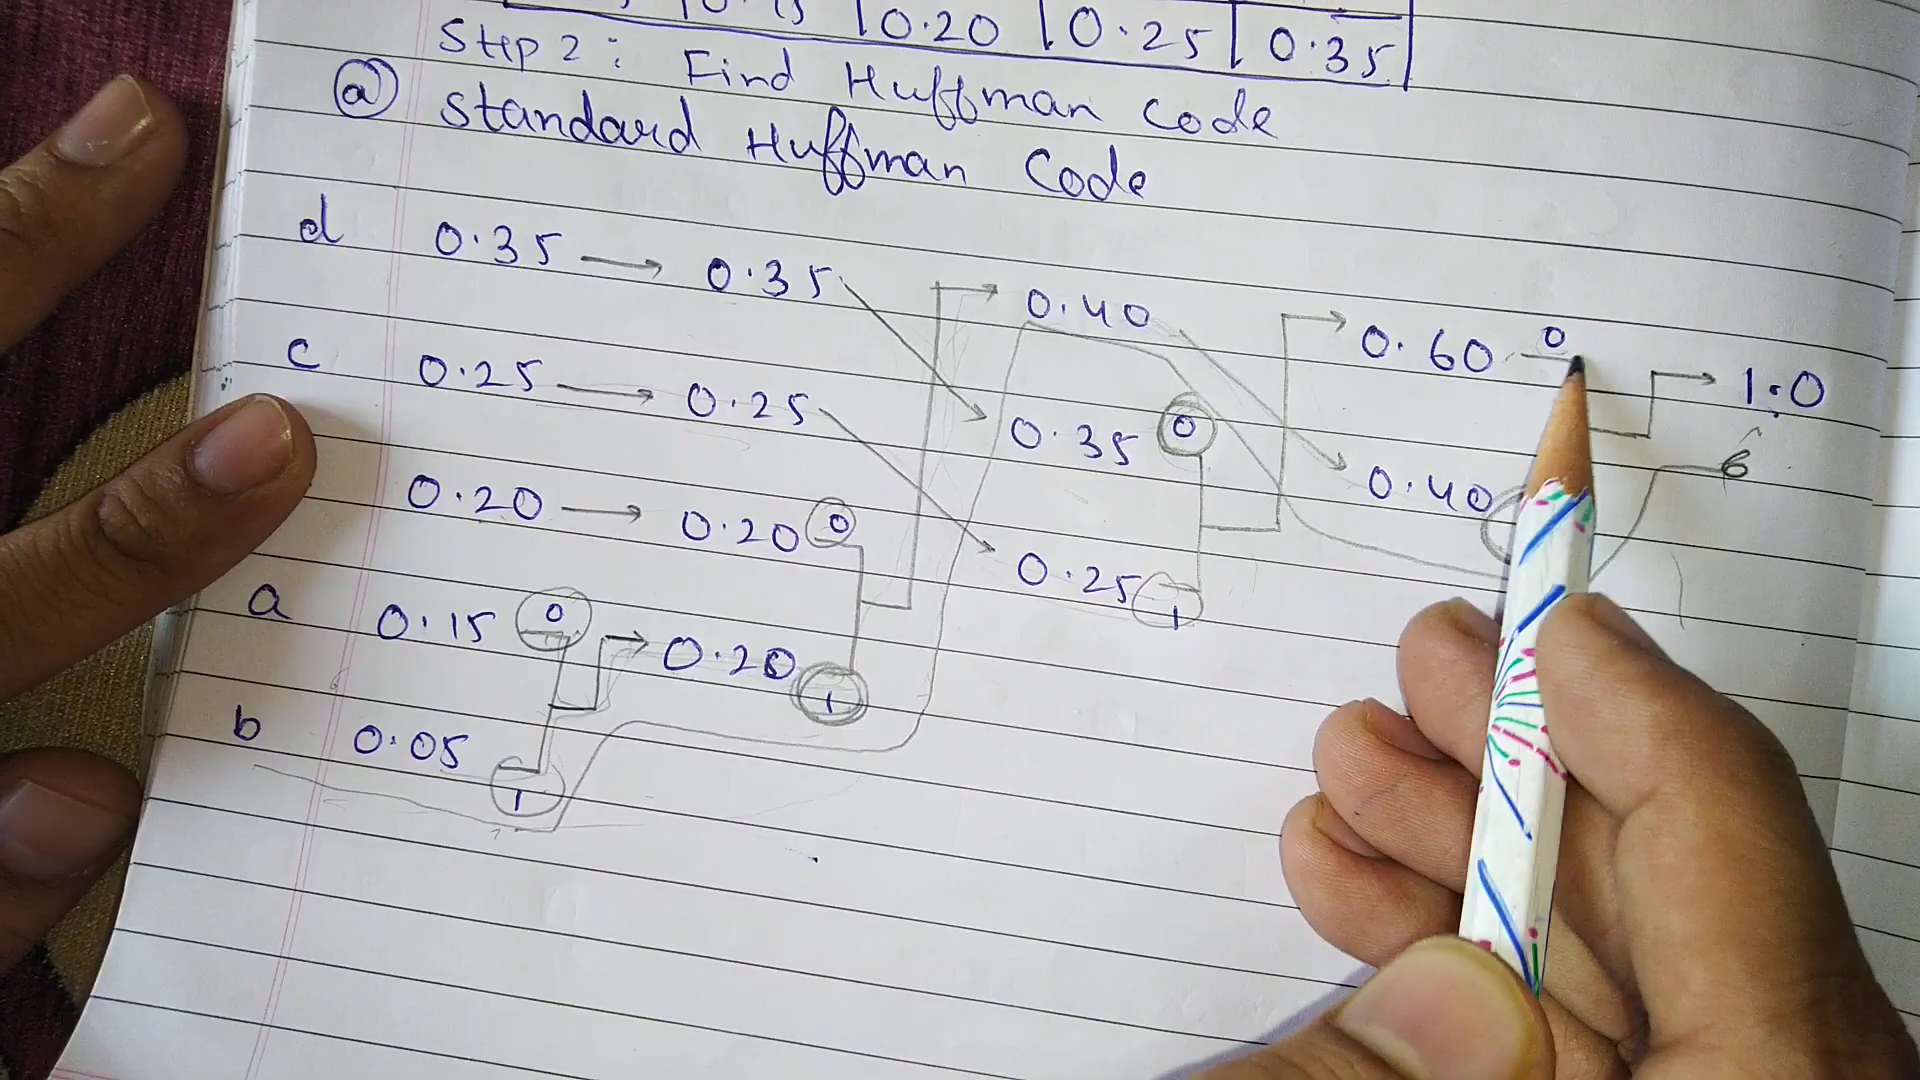 0.15 0.20 0.25 0.35
Step 2: Find Huffman Code
(a) Standard Huffman Code
d 0.35 → 0.35 0.40 0.60 0 1.0
c 0.25 → 0.25 0.35 0 0.40
0.20 → 0.20 0 0.25 1
a 0.15 0 → 0.20 1
b 0.05 1